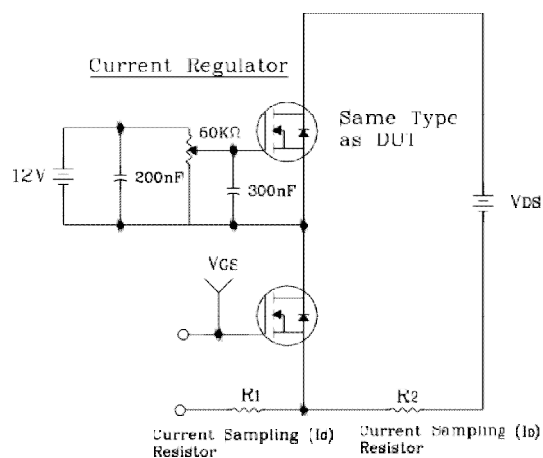 Current Regulator
60KΩ
Same Type
as DUT
12V
200nF
300nF
VDS
VGS
R1
R2
Current Sampling (IG)
Resistor
Current Sampling (ID)
Resistor